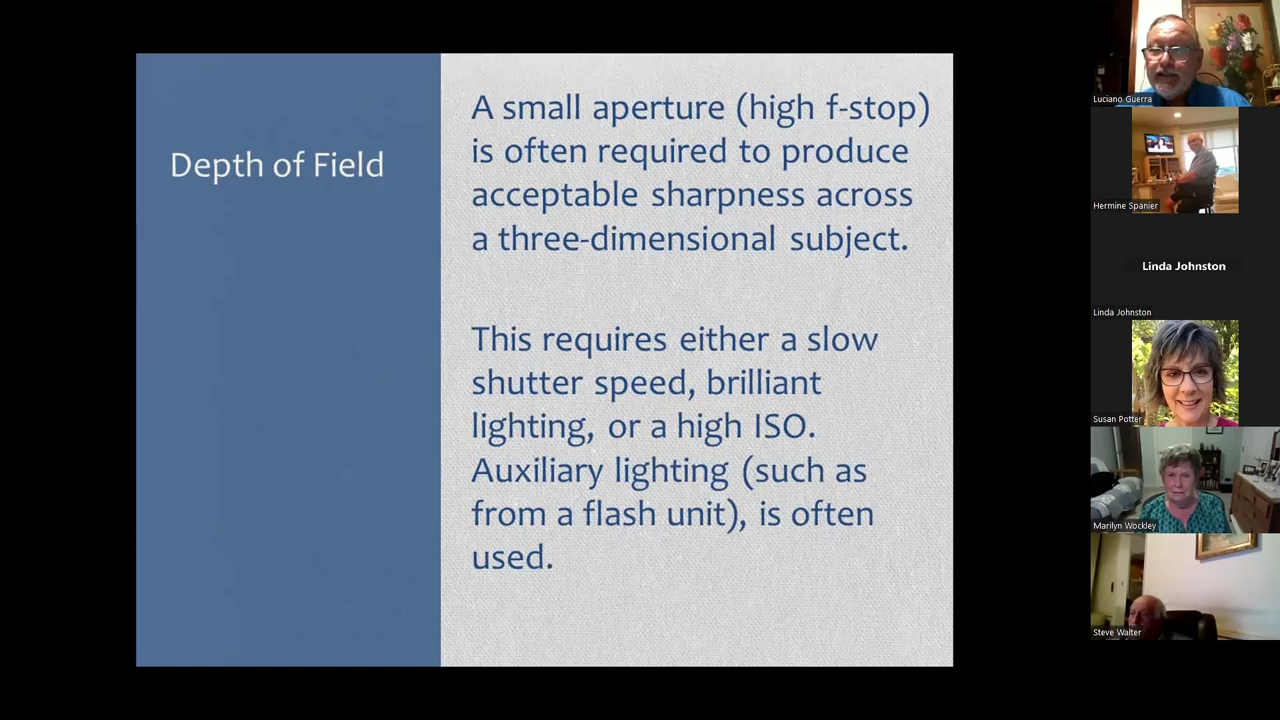 Depth of Field
A small aperture (high f-stop)
is often required to produce
acceptable sharpness across
a three-dimensional subject.
This requires either a slow
shutter speed, brilliant
lighting, or a high ISO.
Auxiliary lighting (such as
from a flash unit), is often
used.
Luciano Guerra
Hermine Spanier
Linda Johnston
Linda Johnston
Susan Potter
Marilyn Wockley
Steve Walter